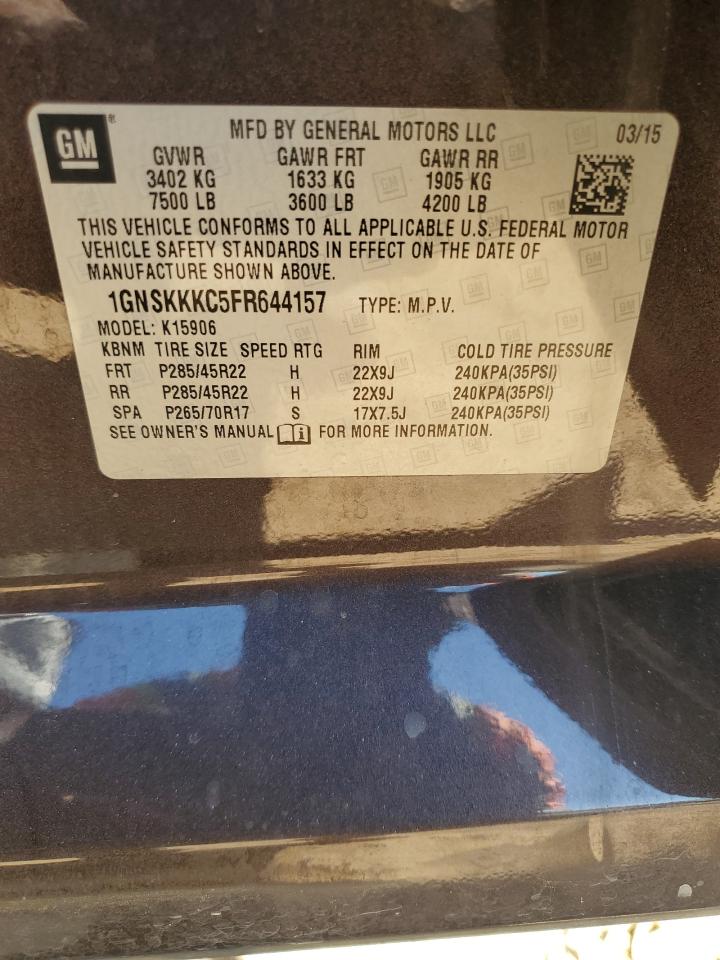 GM
MFD BY GENERAL MOTORS LLC 03/15
GVWR GAWR FRT GAWR RR
3402 KG 1633 KG 1905 KG
7500 LB 3600 LB 4200 LB
THIS VEHICLE CONFORMS TO ALL APPLICABLE U.S. FEDERAL MOTOR
VEHICLE SAFETY STANDARDS IN EFFECT ON THE DATE OF
MANUFACTURE SHOWN ABOVE.
1GNSKKKC5FR644157 TYPE: M.P.V.
MODEL: K15906
KBNM TIRE SIZE SPEED RTG RIM COLD TIRE PRESSURE
FRT P285/45R22 H 22X9J 240KPA(35PSI)
RR P285/45R22 H 22X9J 240KPA(35PSI)
SPA P265/70R17 S 17X7.5J 240KPA(35PSI)
SEE OWNER'S MANUAL FOR MORE INFORMATION.